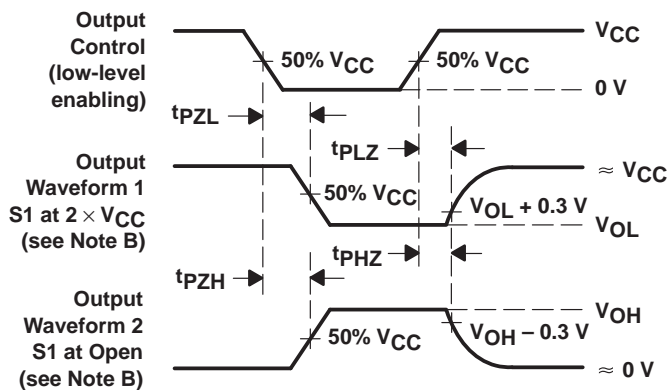 Output
Control
(low-level
enabling)
50% VCC
50% VCC
VCC
0 V
tPZL
tPLZ
Output
Waveform 1
S1 at 2 × VCC
(see Note B)
50% VCC
≈ VCC
VOL + 0.3 V
VOL
tPZH
tPHZ
Output
Waveform 2
S1 at Open
(see Note B)
50% VCC
VOH
VOH − 0.3 V
≈ 0 V